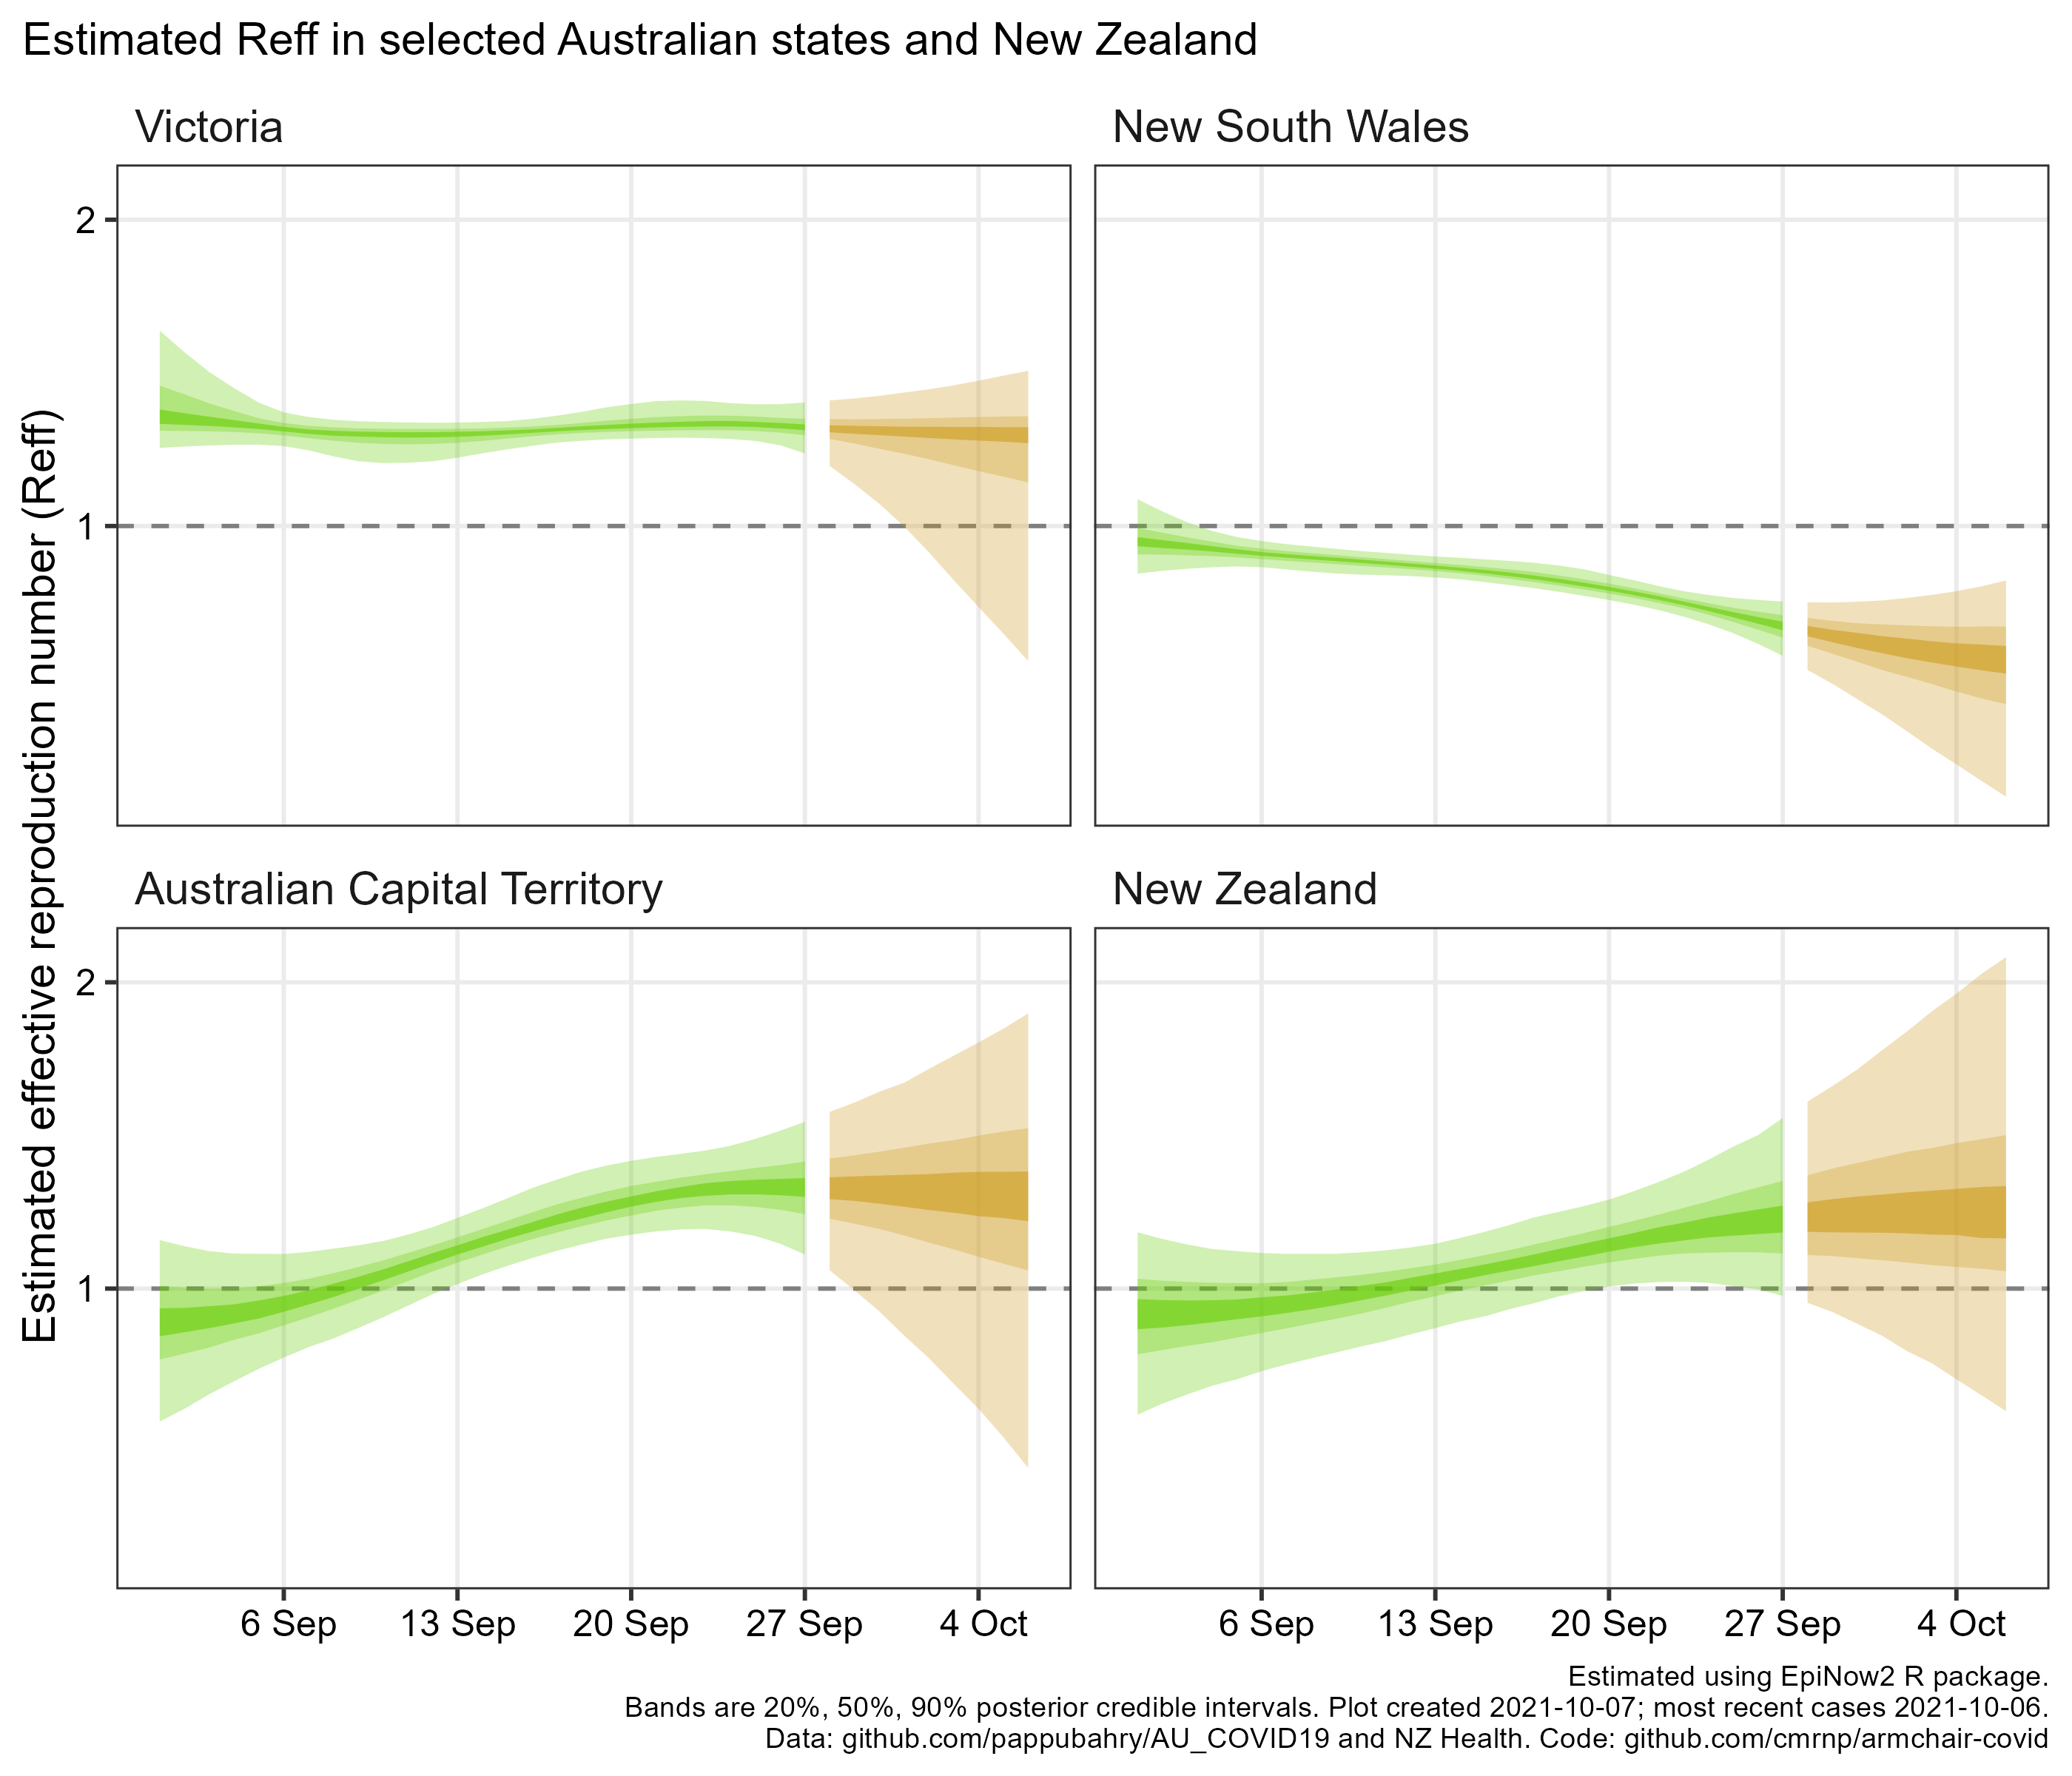 Estimated Reff in selected Australian states and New Zealand
Victoria
New South Wales
2
1
Estimated effective reproduction number (Reff)
Australian Capital Territory
New Zealand
2
1
6 Sep
13 Sep
20 Sep
27 Sep
4 Oct
6 Sep
13 Sep
20 Sep
27 Sep
4 Oct
Estimated using EpiNow2 R package.
Bands are 20%, 50%, 90% posterior credible intervals. Plot created 2021-10-07; most recent cases 2021-10-06.
Data: github.com/pappubahry/AU_COVID19 and NZ Health. Code: github.com/cmrnp/armchair-covid